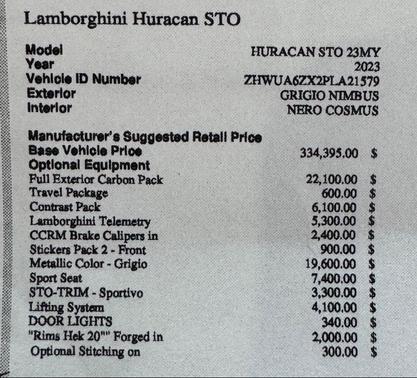 Lamborghini Huracan STO
Model HURACAN STO 23MY
Year 2023
Vehicle ID Number ZHWUA6ZX2PLA21579
Exterior GRIGIO NIMBUS
Interior NERO COSMUS
Manufacturer's Suggested Retail Price
Base Vehicle Price 334,395.00 $
Optional Equipment
Full Exterior Carbon Pack 22,100.00 $
Travel Package 600.00 $
Contrast Pack 6,100.00 $
Lamborghini Telemetry 5,300.00 $
CCRM Brake Calipers in 2,400.00 $
Stickers Pack 2 - Front 900.00 $
Metallic Color - Grigio 19,600.00 $
Sport Seat 7,400.00 $
STO-TRIM - Sportivo 3,300.00 $
Lifting System 4,100.00 $
DOOR LIGHTS 340.00 $
"Rims Hek 20"" Forged in 2,000.00 $
Optional Stitching on 300.00 $